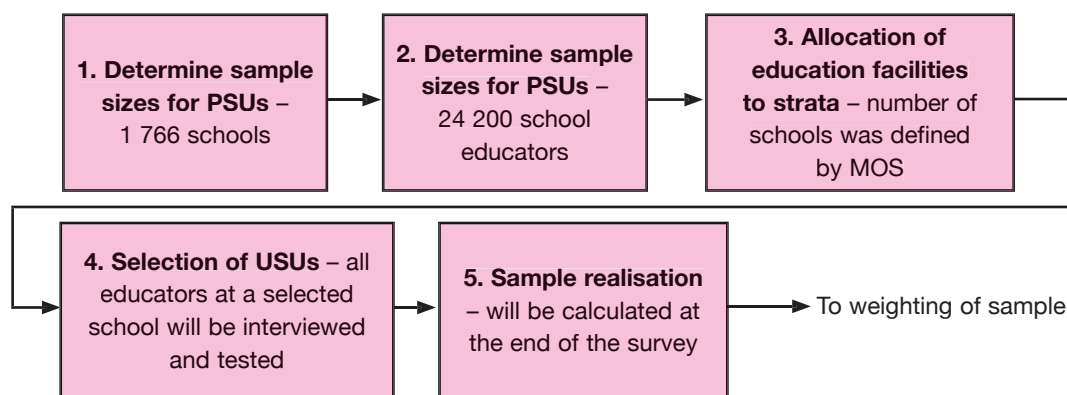 1. Determine sample
sizes for PSUs –
1 766 schools
2. Determine sample
sizes for PSUs –
24 200 school
educators
3. Allocation of
education facilities
to strata – number of
schools was defined
by MOS
4. Selection of USUs – all
educators at a selected
school will be interviewed
and tested
5. Sample realisation
– will be calculated at
the end of the survey
To weighting of sample